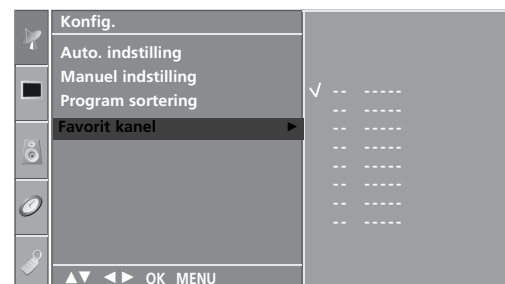 Konfig.
Auto. indstilling
Manuel indstilling
Program sortering
Favorit kanel ►
√ -- -----
-- -----
-- -----
-- -----
-- -----
-- -----
-- -----
-- -----
▲▼ ◄► OK MENU